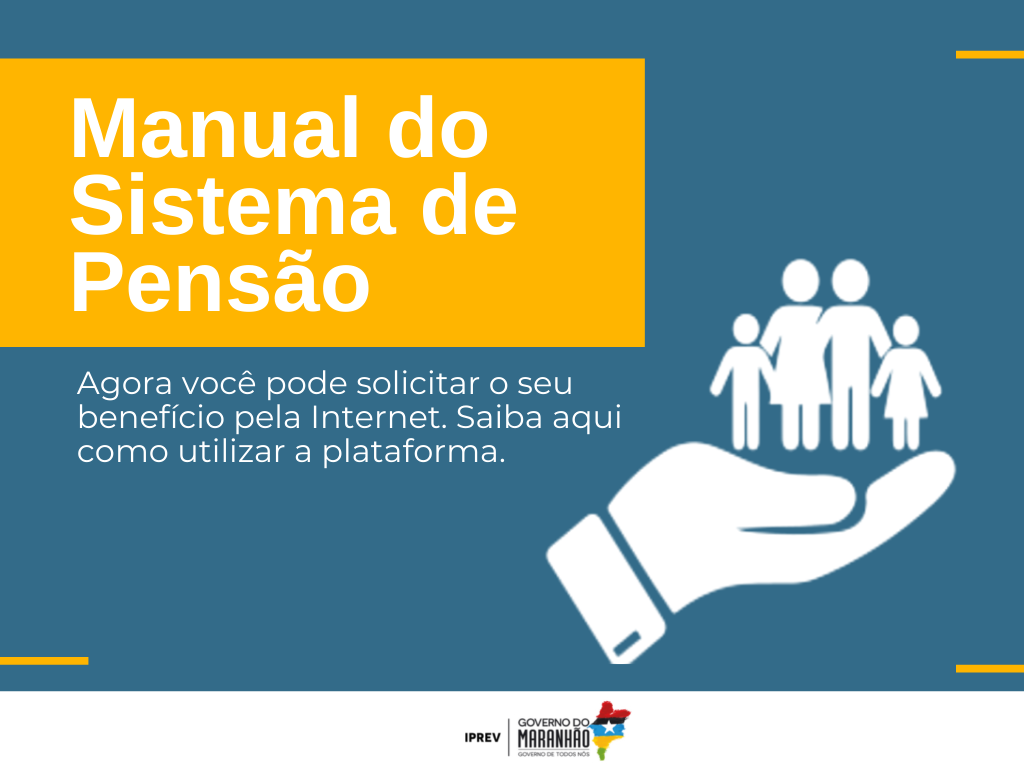 Manual do
Sistema de
Pensão
Agora você pode solicitar o seu
benefício pela Internet. Saiba aqui
como utilizar a plataforma.
IPREV
GOVERNO DO
MARANHÃO
GOVERNO DE TODOS NÓS